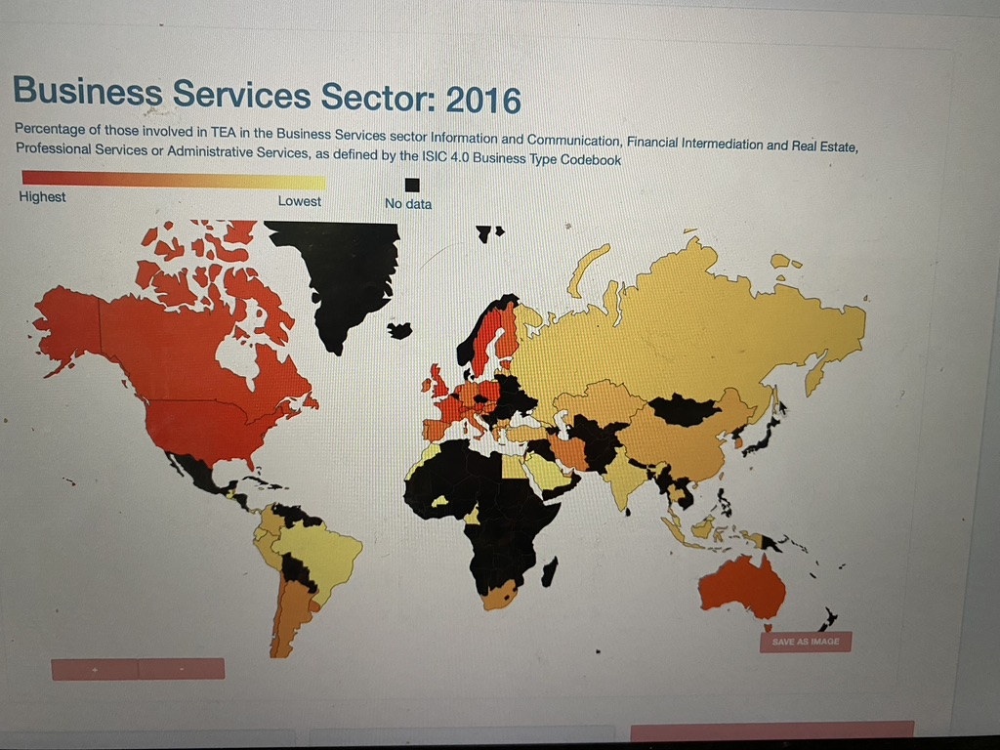 Business Services Sector: 2016
Percentage of those involved in TEA in the Business Services sector Information and Communication, Financial Intermediation and Real Estate,
Professional Services or Administrative Services, as defined by the ISIC 4.0 Business Type Codebook
Highest
Lowest
No data
SAVE AS IMAGE
+
-